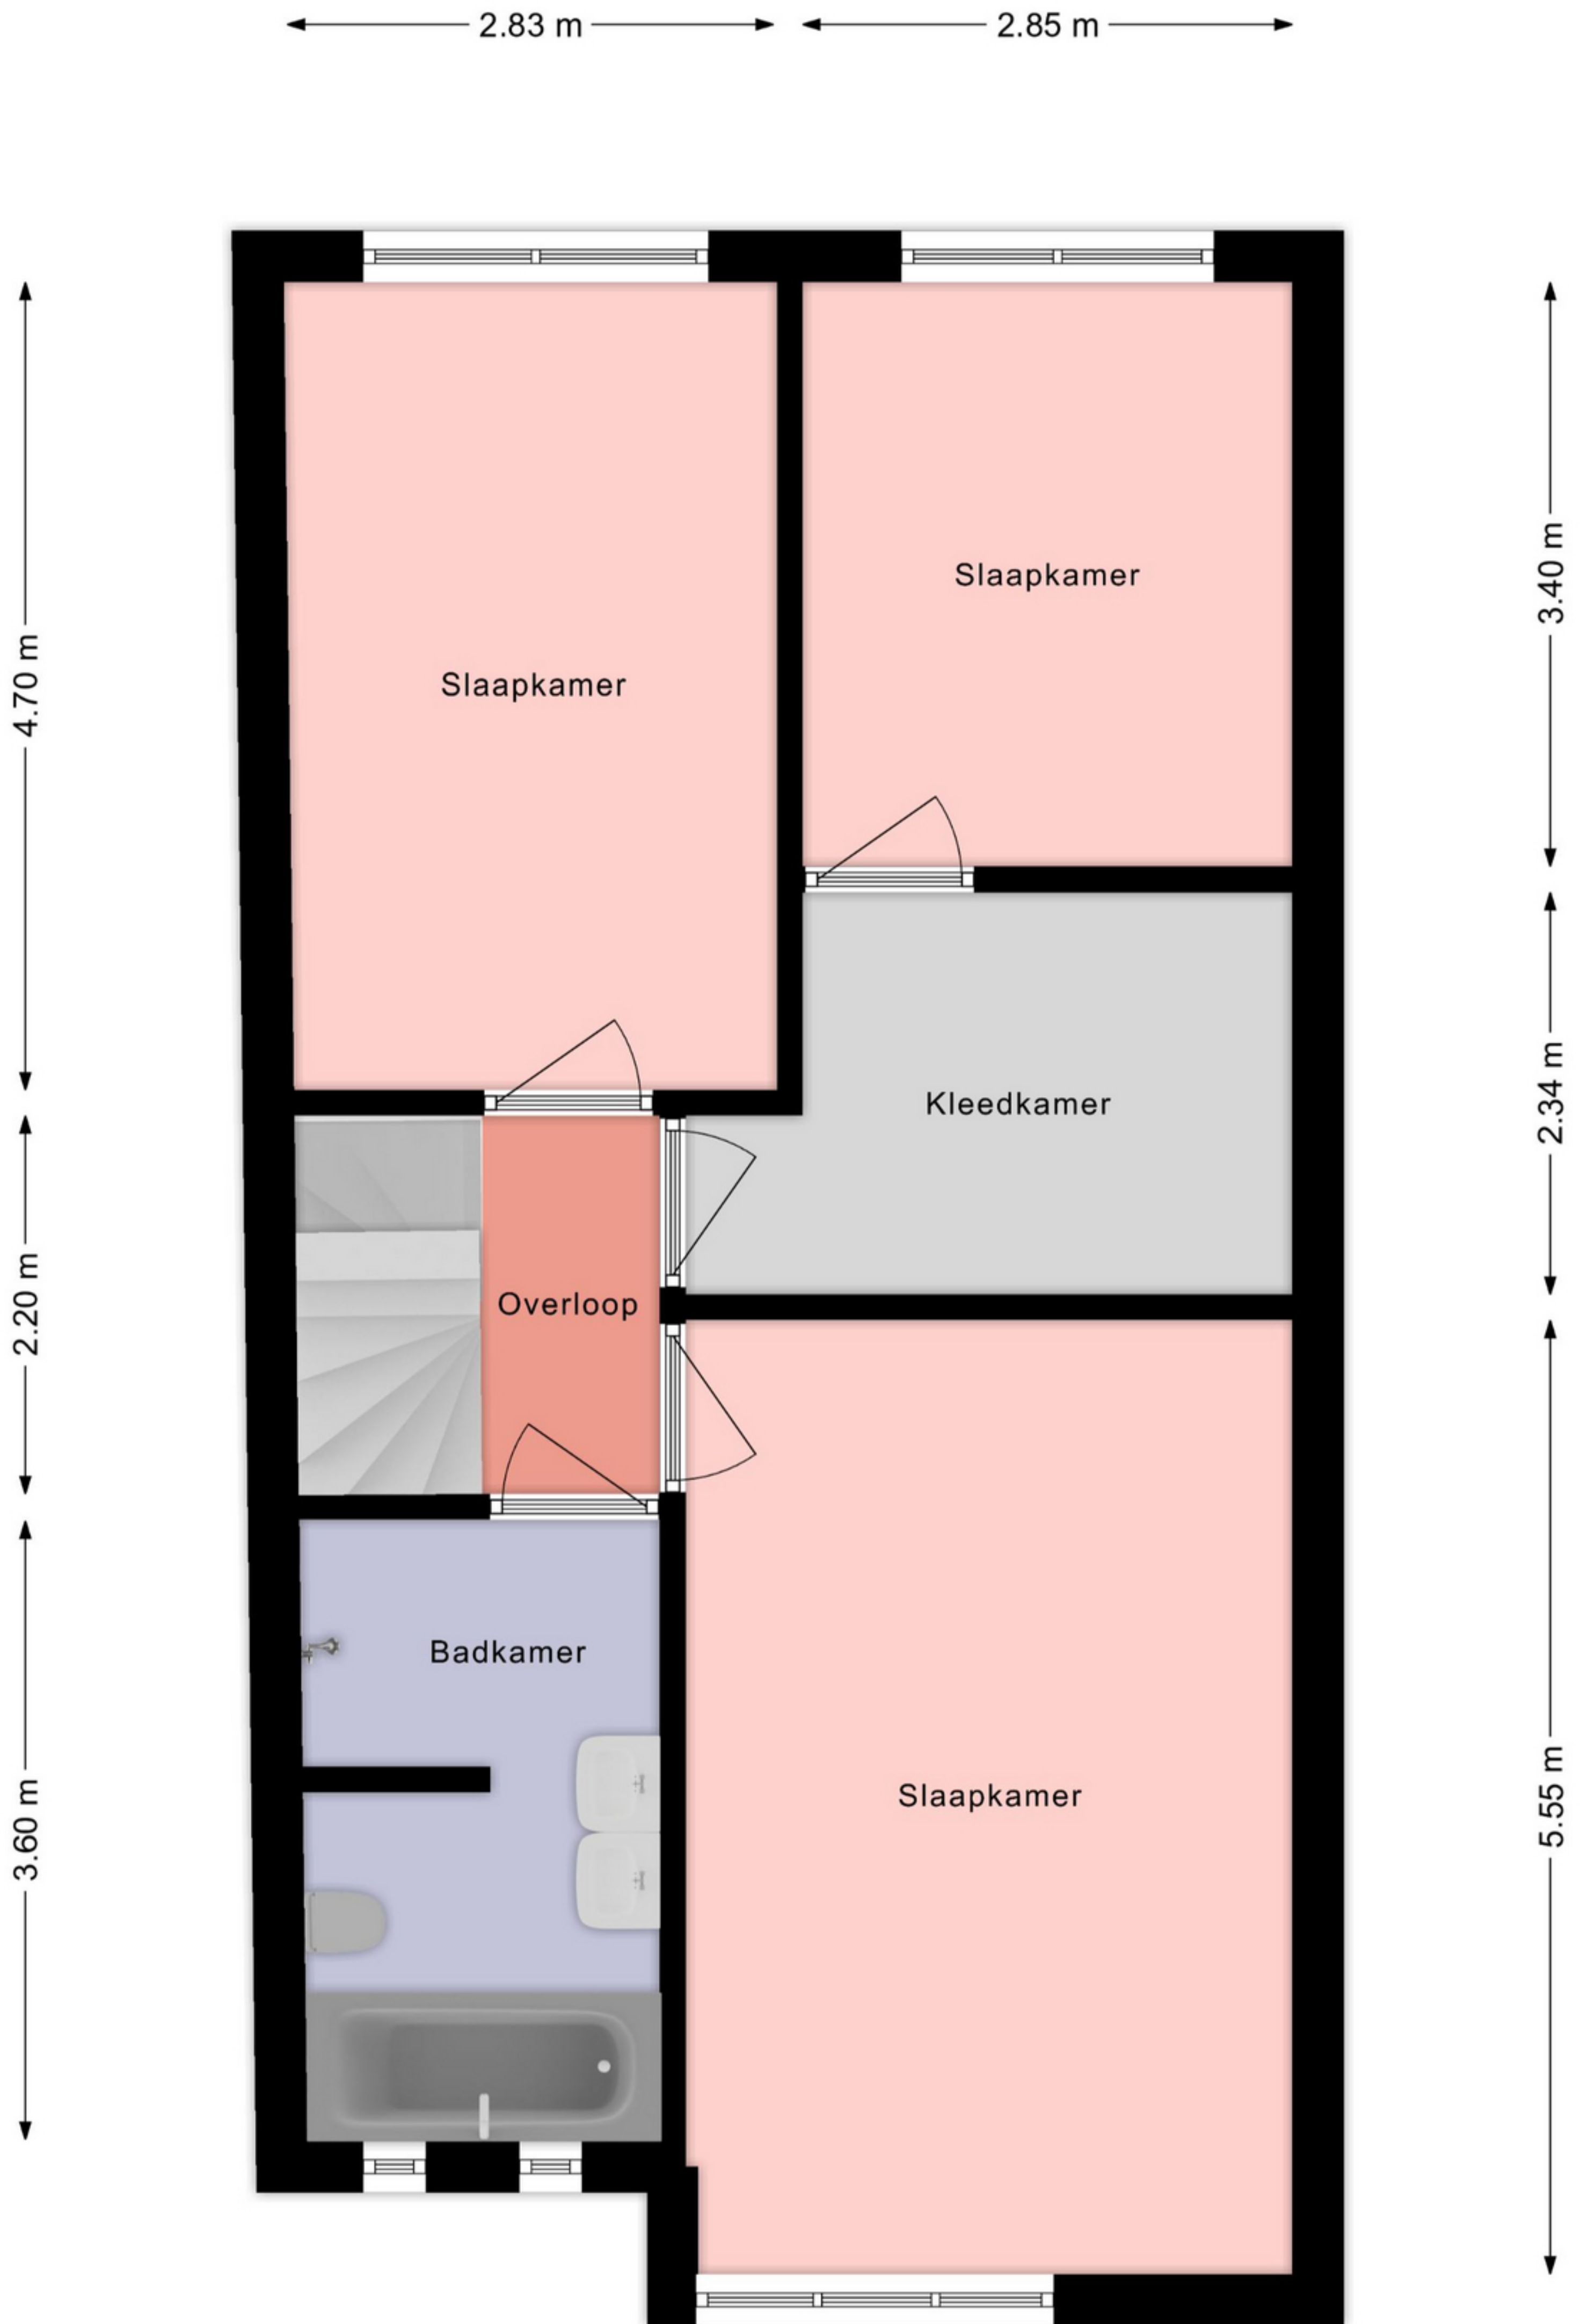 2.83 m
2.85 m
3.40 m
Slaapkamer
4.70 m
Slaapkamer
2.34 m
Kleedkamer
2.20 m
Overloop
Badkamer
3.60 m
Slaapkamer
5.55 m